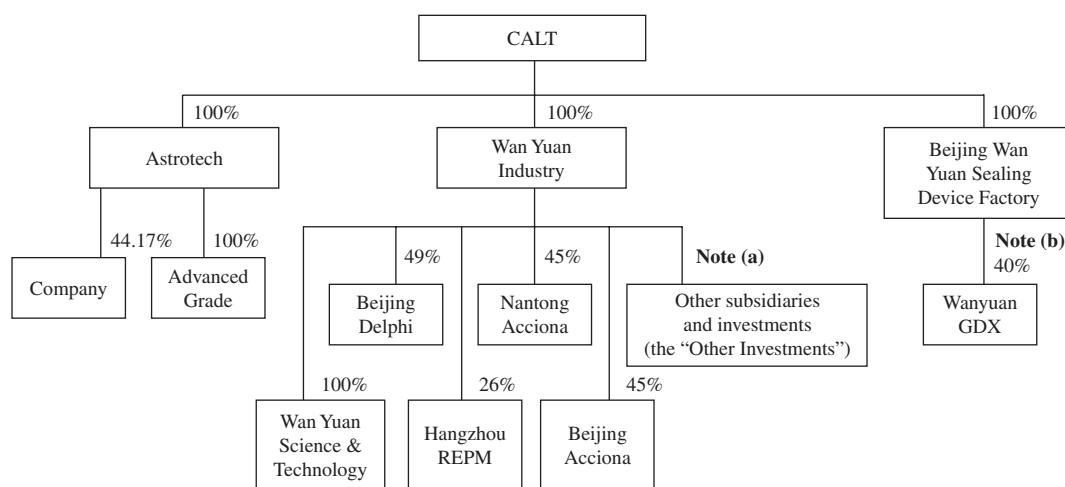 CALT
100%
100%
100%
Astrotech
Wan Yuan
Industry
Beijing Wan
Yuan Sealing
Device Factory
44.17%
100%
49%
45%
Note (a)
Note (b)
40%
Company
Advanced
Grade
Beijing
Delphi
Nantong
Acciona
Other subsidiaries
and investments
(the “Other Investments”)
Wanyuan
GDX
100%
26%
45%
Wan Yuan
Science &
Technology
Hangzhou
REPM
Beijing
Acciona